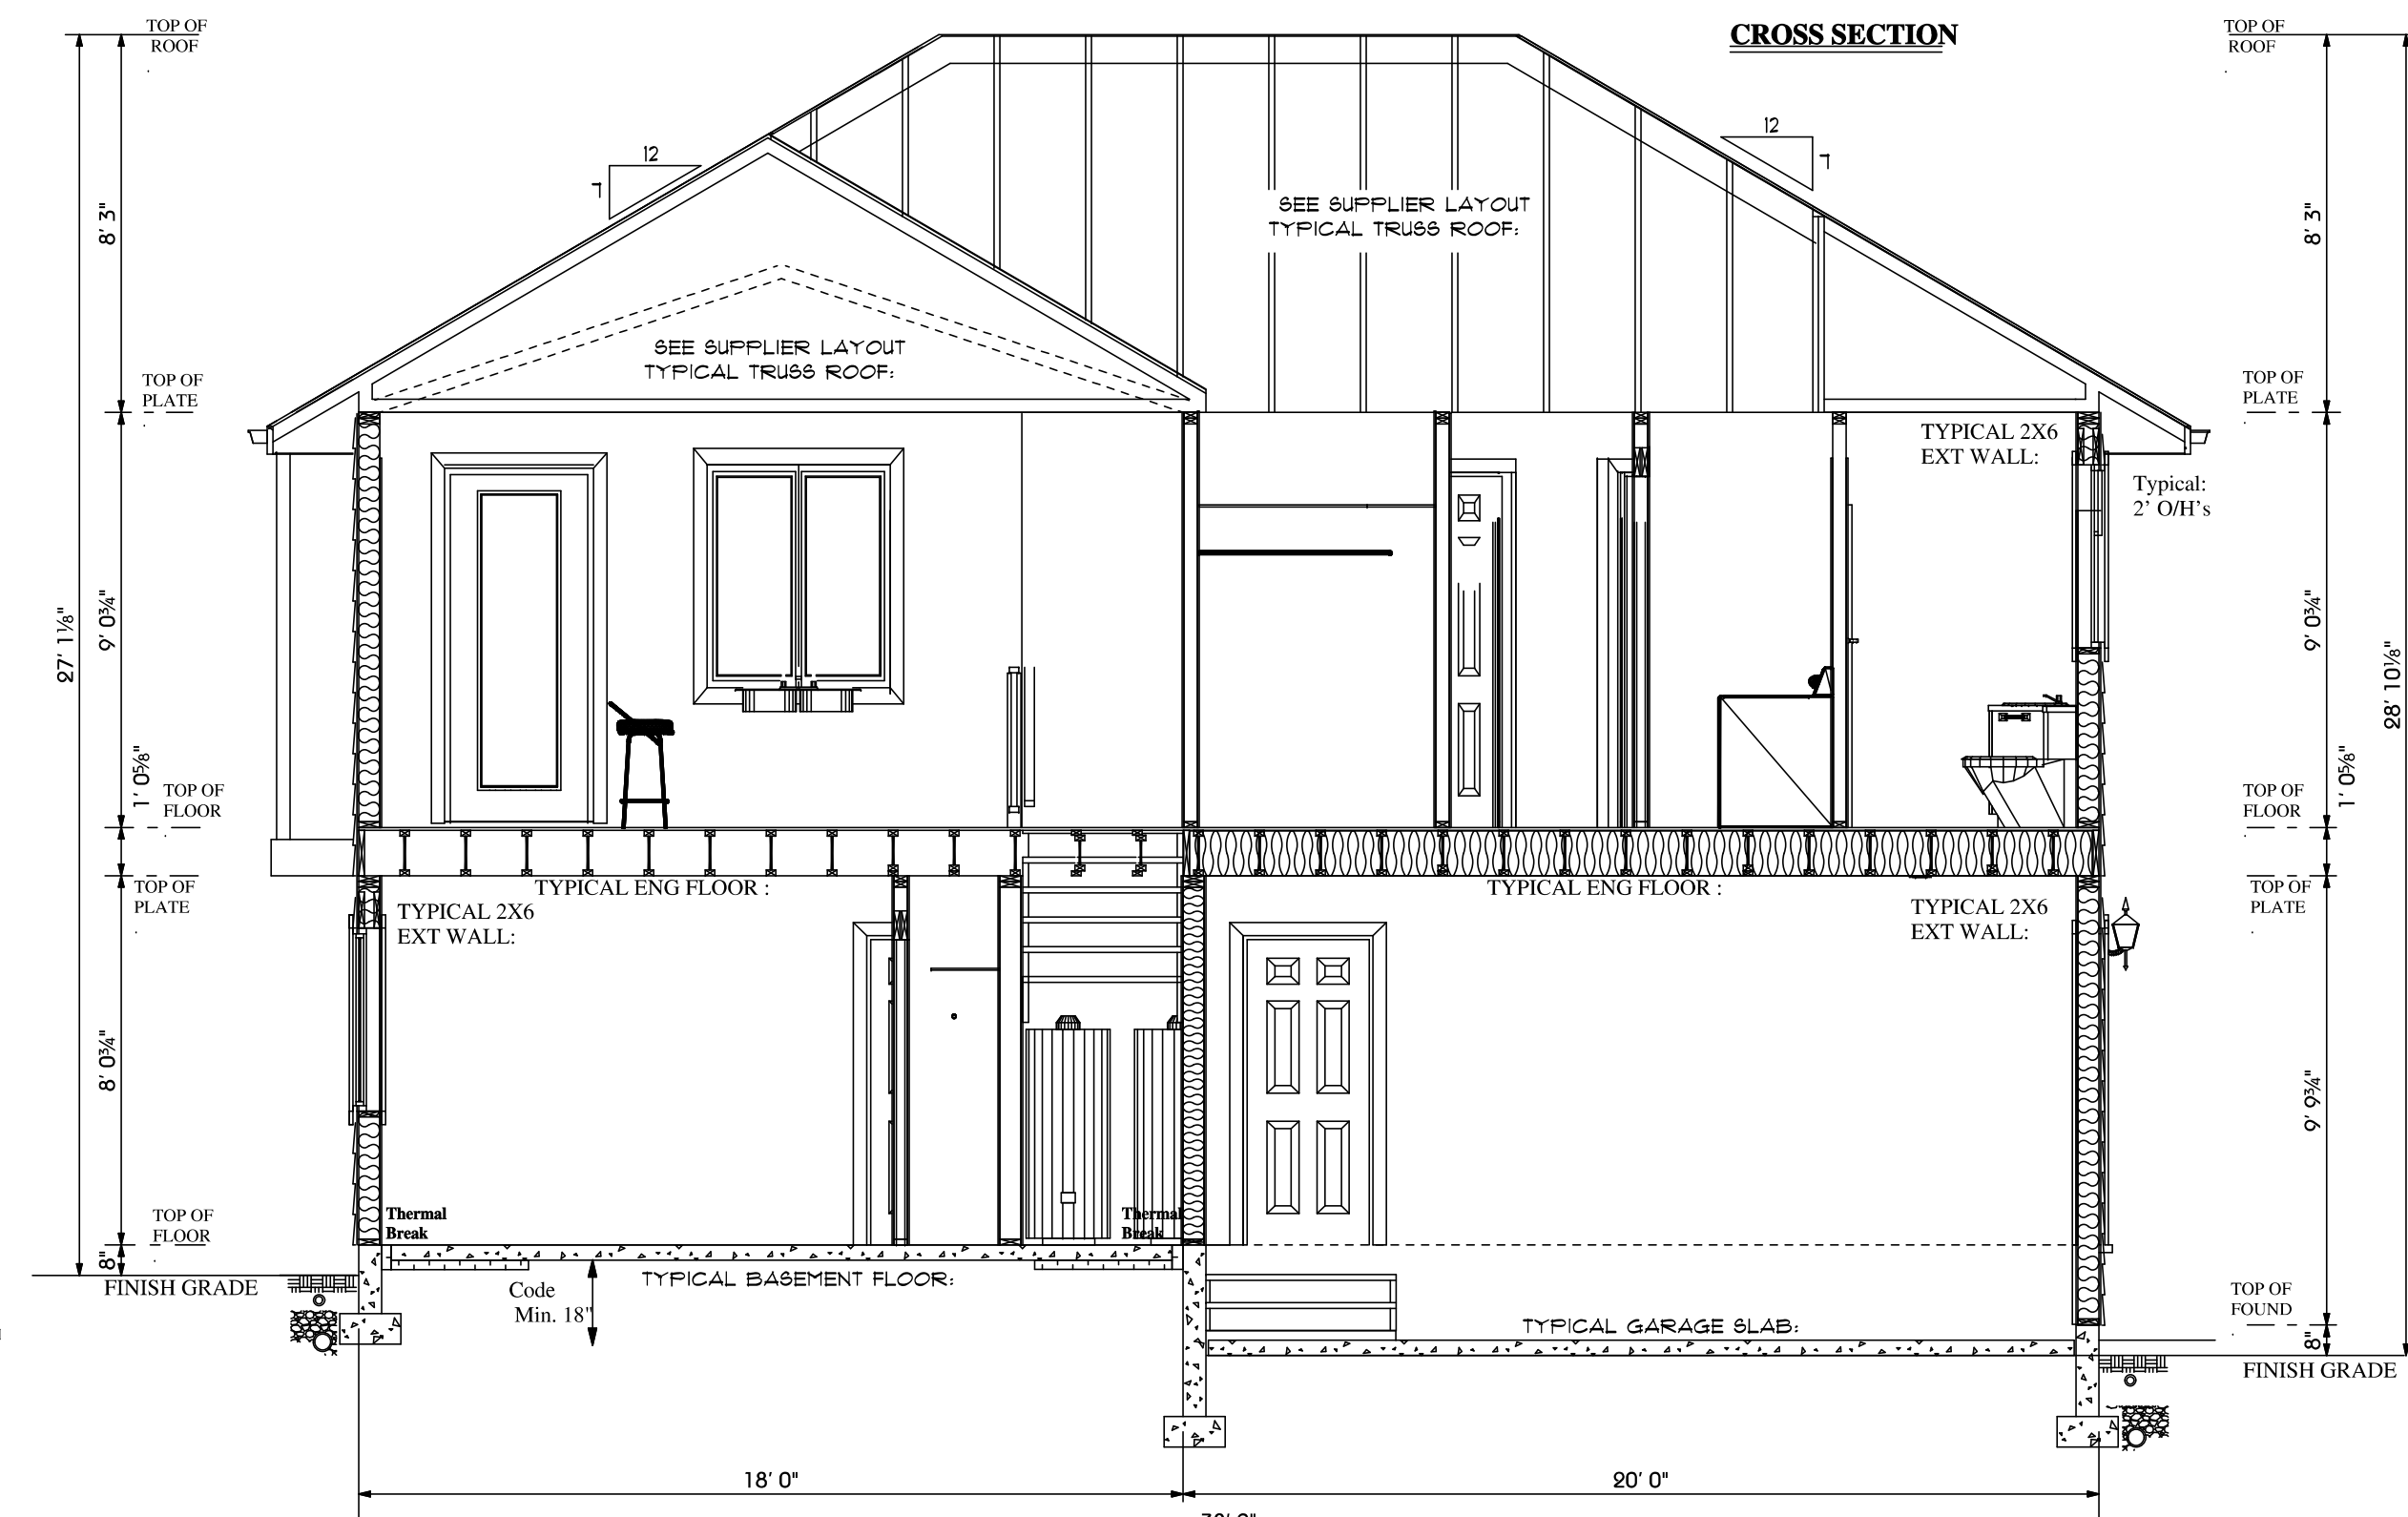 CROSS SECTION
TOP OF
ROOF
TOP OF
ROOF
12
7
12
7
8' 3"
8' 3"
SEE SUPPLIER LAYOUT
TYPICAL TRUSS ROOF:
SEE SUPPLIER LAYOUT
TYPICAL TRUSS ROOF:
TOP OF
PLATE
TOP OF
PLATE
TYPICAL 2X6
EXT WALL:
Typical:
2' O/H's
27' 1⅛"
9' 0¾"
9' 0¾"
28' 10⅛"
1' 0⅝"
TOP OF
FLOOR
TOP OF
FLOOR
1' 0⅝"
TOP OF
PLATE
TYPICAL ENG FLOOR :
TYPICAL ENG FLOOR :
TOP OF
PLATE
TYPICAL 2X6
EXT WALL:
TYPICAL 2X6
EXT WALL:
8' 0¾"
9' 9¾"
Thermal
Break
Thermal
Break
TOP OF
FLOOR
8"
FINISH GRADE
Code
Min. 18"
TYPICAL BASEMENT FLOOR:
TYPICAL GARAGE SLAB:
TOP OF
FOUND
8"
FINISH GRADE
18' 0"
20' 0"